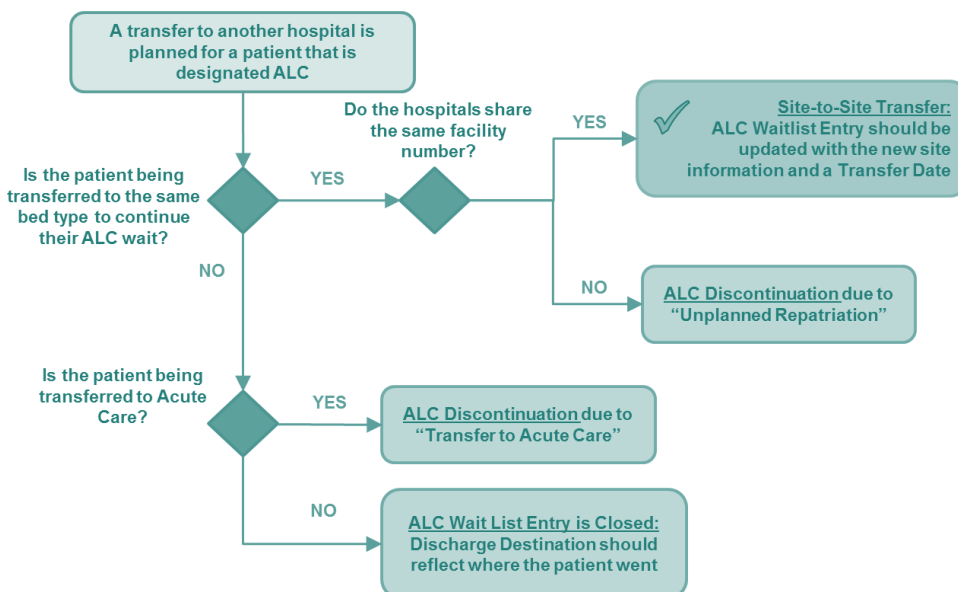 A transfer to another hospital is
planned for a patient that is
designated ALC
Do the hospitals share
the same facility
number?
YES
Site-to-Site Transfer:
ALC Waitlist Entry should be
updated with the new site
information and a Transfer Date
Is the patient being
transferred to the same
bed type to continue
their ALC wait?
YES
NO
NO
ALC Discontinuation due to
“Unplanned Repatriation”
Is the patient being
transferred to Acute
Care?
YES
ALC Discontinuation due to
“Transfer to Acute Care”
NO
ALC Wait List Entry is Closed:
Discharge Destination should
reflect where the patient went